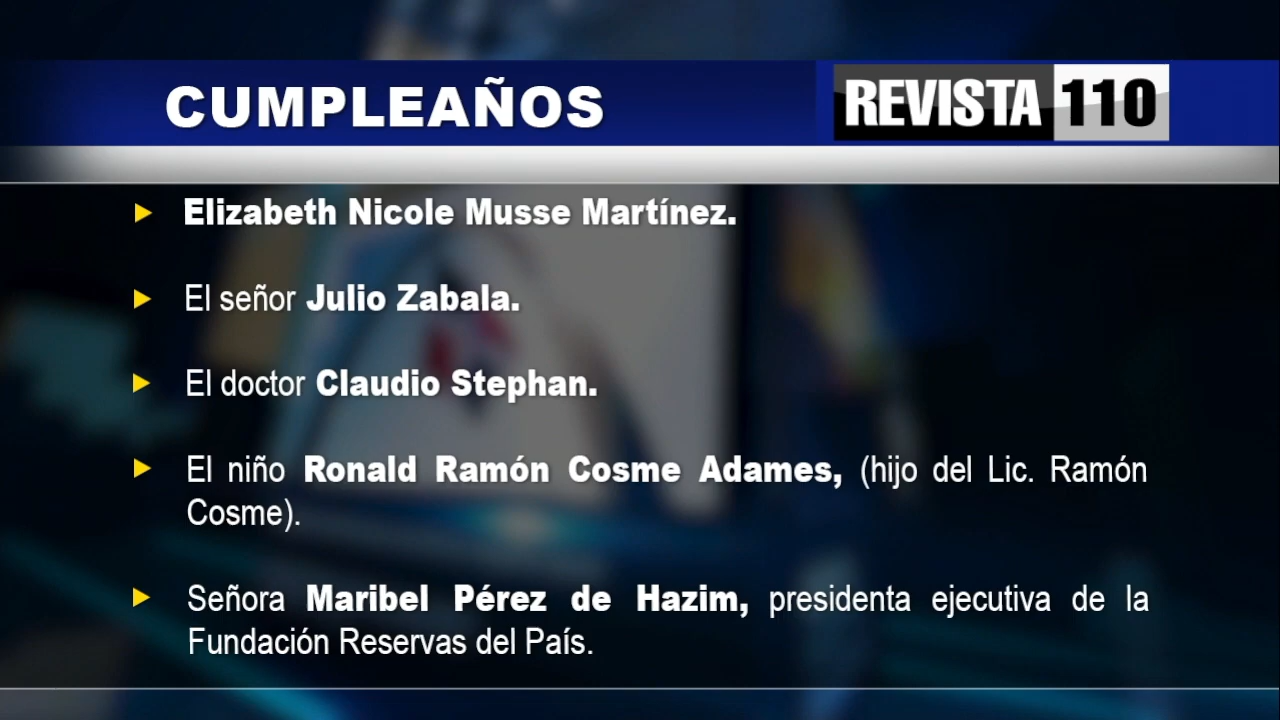 CUMPLEAÑOS
REVISTA 110
Elizabeth Nicole Musse Martínez.
El señor Julio Zabala.
El doctor Claudio Stephan.
El niño Ronald Ramón Cosme Adames, (hijo del Lic. Ramón
Cosme).
Señora Maribel Pérez de Hazim, presidenta ejecutiva de la
Fundación Reservas del País.